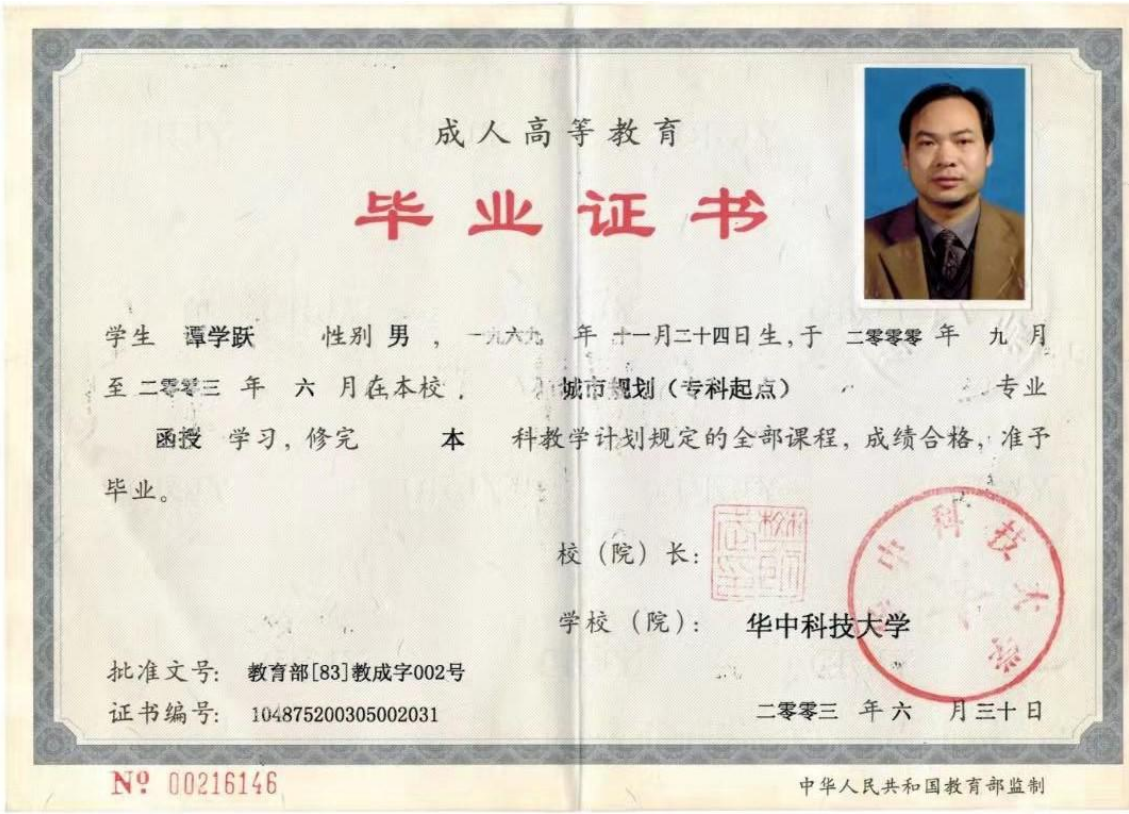 成人高等教育
毕业证书
学生 谭学跃 性别 男 , 一九六九 年 十一月二十四日生, 于 二零零零 年 九 月
至 二零零三 年 六 月在本校 城市规划（专科起点） 专业
函授 学习, 修完 本 科教学计划规定的全部课程, 成绩合格, 准予
毕业。
校（院）长:
学校（院）: 华中科技大学
华中科技大学
批准文号: 教育部[83]教成字002号
证书编号: 104875200305002031
二零零三 年 六 月三十日
Nº 00216146
中华人民共和国教育部监制